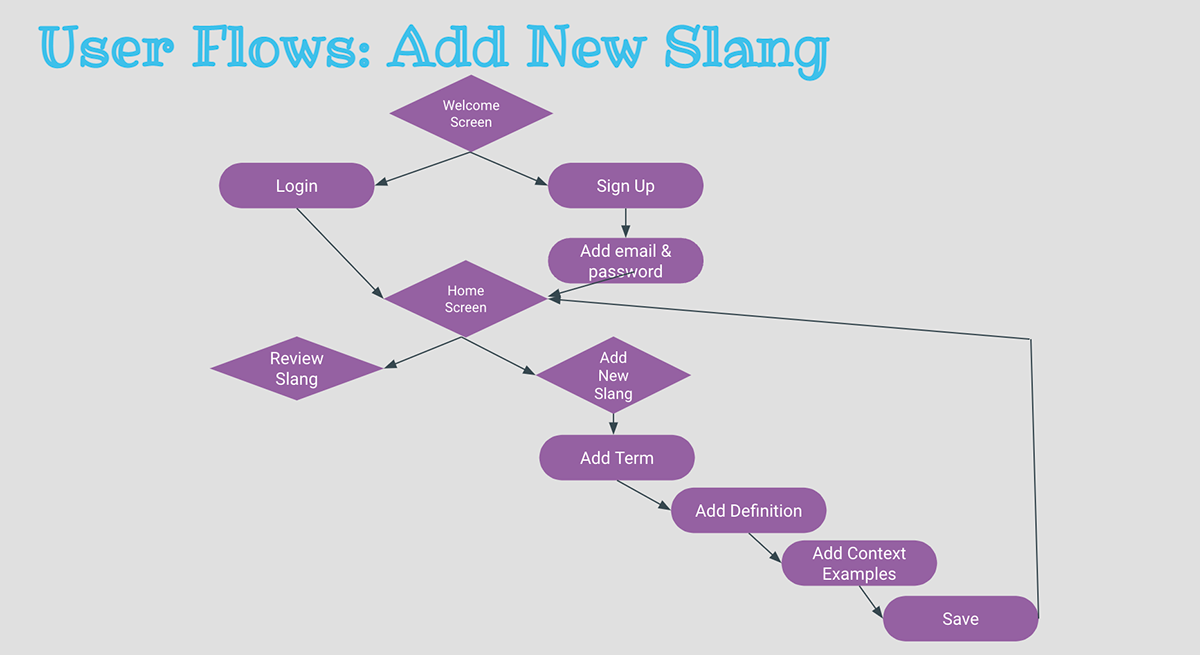 User Flows: Add New Slang
Welcome
Screen
Login
Sign Up
Add email &
password
Home
Screen
Review
Slang
Add
New
Slang
Add Term
Add Definition
Add Context
Examples
Save